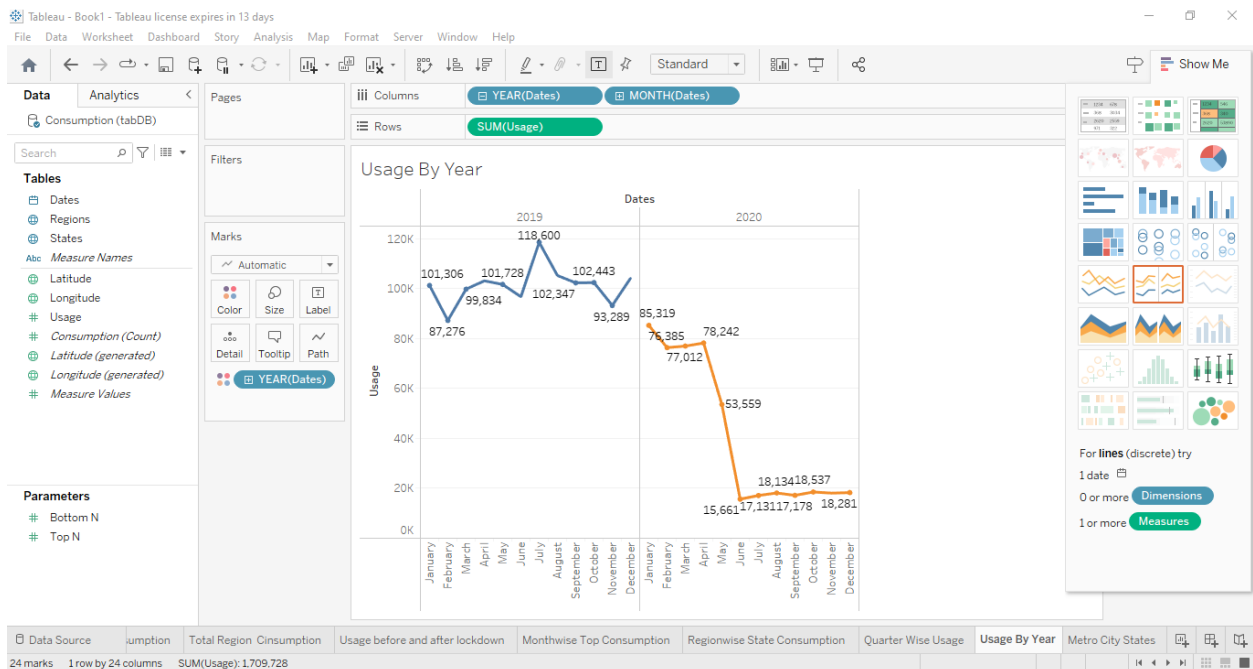 Tableau - Book1 - Tableau license expires in 13 days
File Data Worksheet Dashboard Story Analysis Map Format Server Window Help
Standard
Show Me
Data Analytics
Consumption (tabDB)
Search
Tables
Dates
Regions
States
Abc Measure Names
Latitude
Longitude
Usage
Consumption (Count)
Latitude (generated)
Longitude (generated)
Measure Values
Parameters
Bottom N
Top N
Pages
Filters
Marks
Automatic
Color Size Label
Detail Tooltip Path
YEAR(Dates)
Columns YEAR(Dates) MONTH(Dates)
Rows SUM(Usage)
Usage By Year
Dates
2019 2020
Usage
120K
100K
80K
60K
40K
20K
0K
101,306
87,276
99,834
101,728
118,600
102,347
102,443
93,289
85,319
76,385
77,012
78,242
53,559
15,661
17,131
18,134
17,178
18,537
18,281
January February March April May June July August September October November December
January February March April May June July August September October November December
For lines (discrete) try
1 date
0 or more Dimensions
1 or more Measures
Data Source umption Total Region Cinsumption Usage before and after lockdown Monthwise Top Consumption Regionwise State Consumption Quarter Wise Usage Usage By Year Metro City States
24 marks 1 row by 24 columns SUM(Usage): 1,709,728